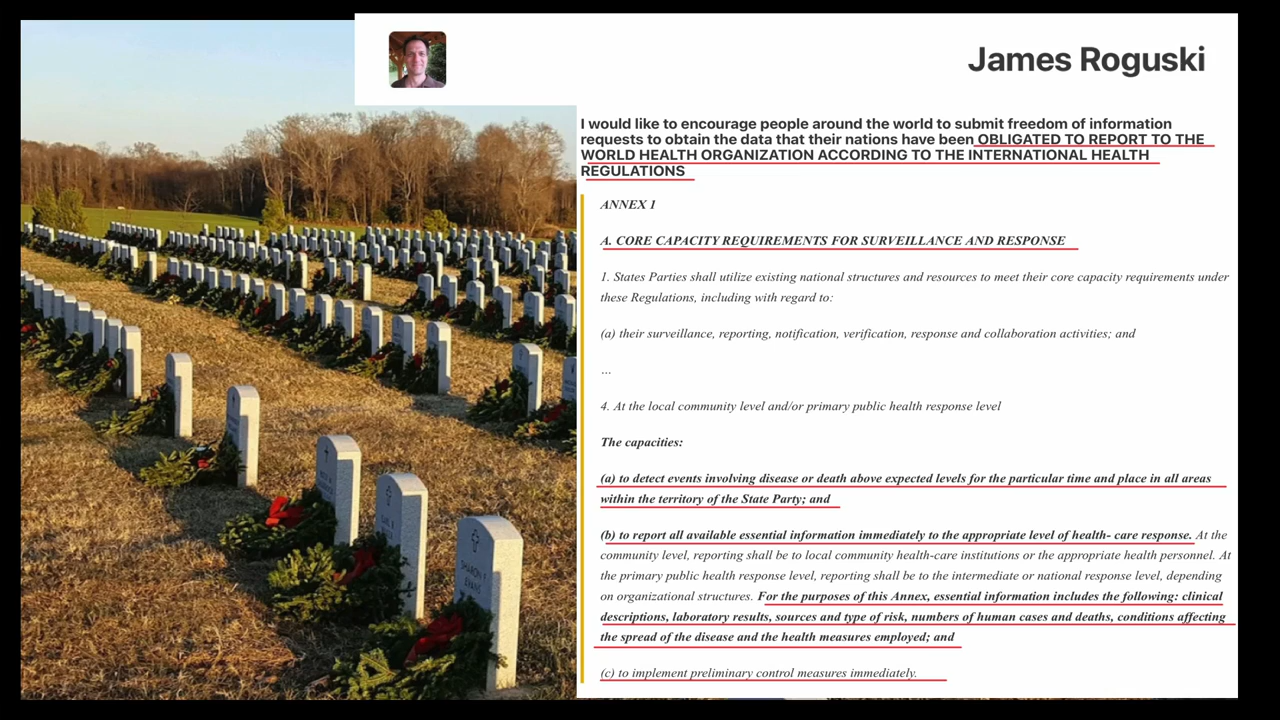 James Roguski
I would like to encourage people around the world to submit freedom of information
requests to obtain the data that their nations have been OBLIGATED TO REPORT TO THE
WORLD HEALTH ORGANIZATION ACCORDING TO THE INTERNATIONAL HEALTH
REGULATIONS
ANNEX 1
A. CORE CAPACITY REQUIREMENTS FOR SURVEILLANCE AND RESPONSE
1. States Parties shall utilize existing national structures and resources to meet their core capacity requirements under
these Regulations, including with regard to:
(a) their surveillance, reporting, notification, verification, response and collaboration activities; and
...
4. At the local community level and/or primary public health response level
The capacities:
(a) to detect events involving disease or death above expected levels for the particular time and place in all areas
within the territory of the State Party; and
(b) to report all available essential information immediately to the appropriate level of health- care response. At the
community level, reporting shall be to local community health-care institutions or the appropriate health personnel. At
the primary public health response level, reporting shall be to the intermediate or national response level, depending
on organizational structures. For the purposes of this Annex, essential information includes the following: clinical
descriptions, laboratory results, sources and type of risk, numbers of human cases and deaths, conditions affecting
the spread of the disease and the health measures employed; and
(c) to implement preliminary control measures immediately.
SHARON Y
EVANS